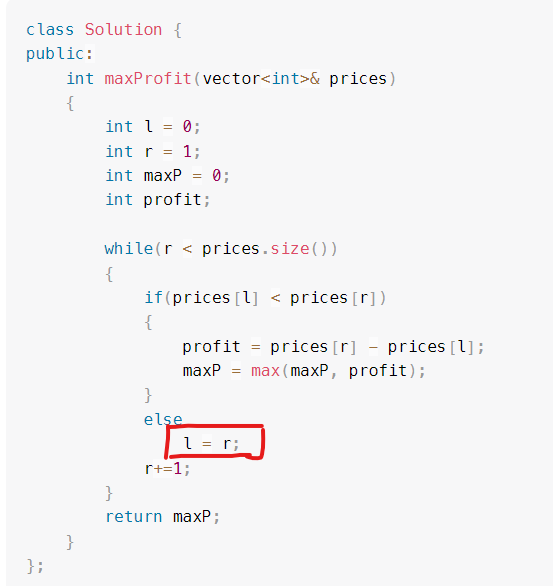 class Solution {
public:
    int maxProfit(vector<int>& prices)
    {
        int l = 0;
        int r = 1;
        int maxP = 0;
        int profit;

        while(r < prices.size())
        {
            if(prices[l] < prices[r])
            {
                profit = prices[r] - prices[l];
                maxP = max(maxP, profit);
            }
            else
                l = r;
            r+=1;
        }
        return maxP;
    }
};